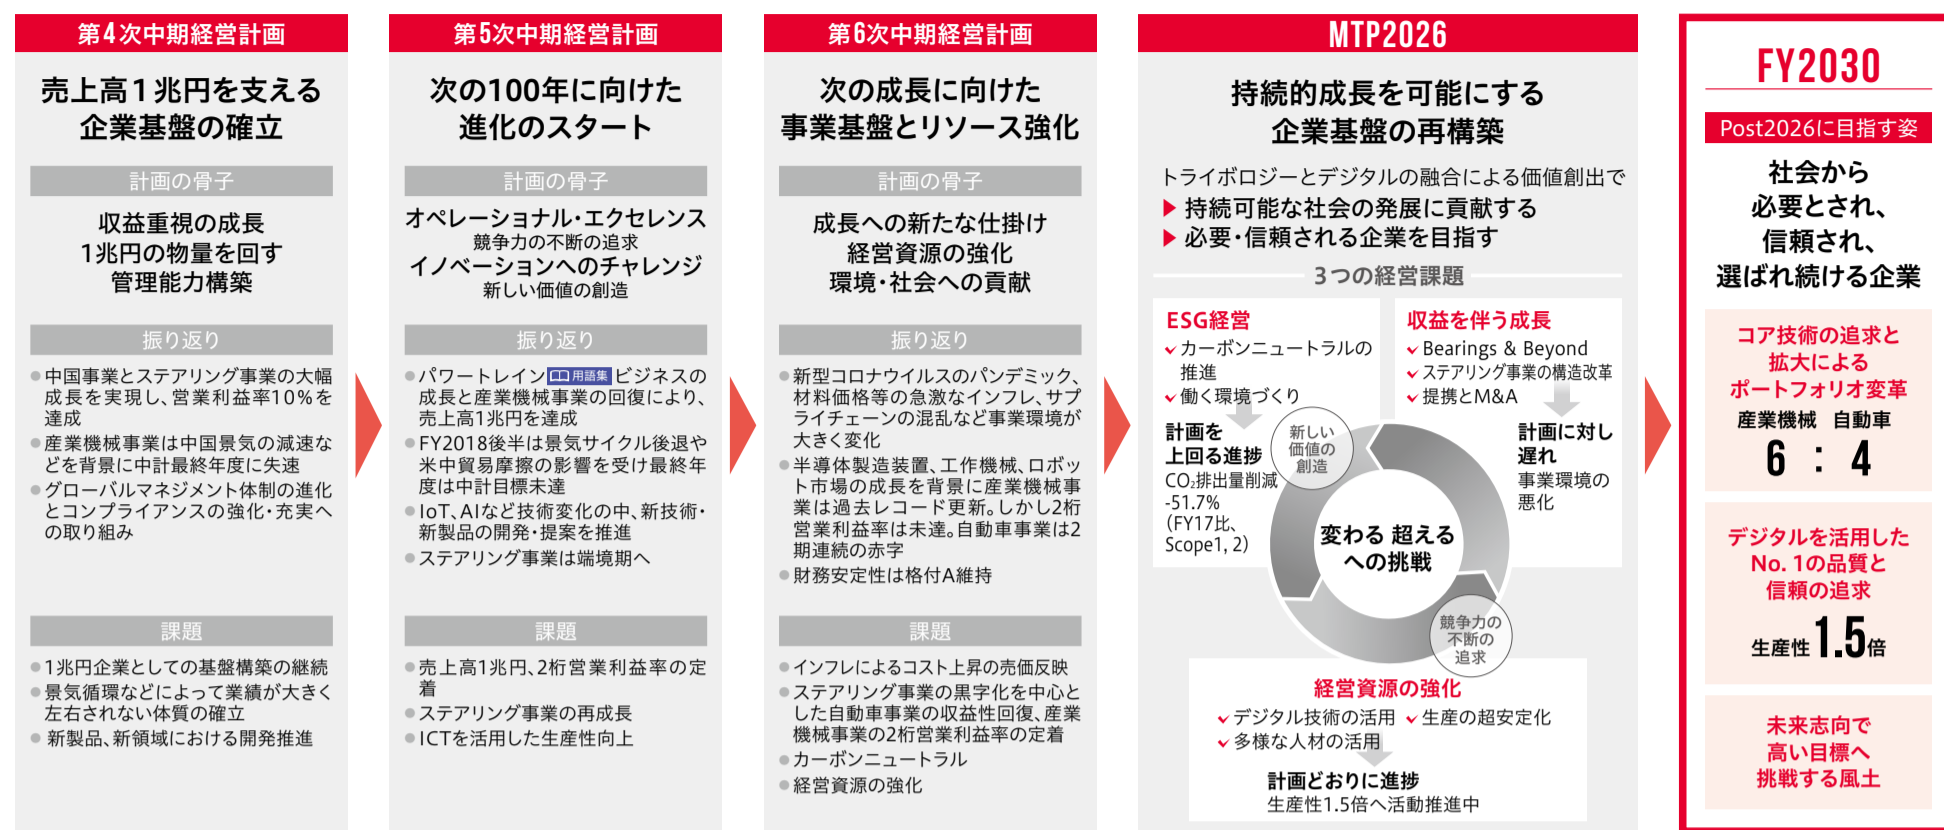 第4次中期経営計画
売上高1兆円を支える
企業基盤の確立
計画の骨子
収益重視の成長
1兆円の物量を回す
管理能力構築
振り返り
●中国事業とステアリング事業の大幅
成長を実現し、営業利益率10%を
達成
●産業機械事業は中国景気の減速な
どを背景に中計最終年度に失速
●グローバルマネジメント体制の進化
とコンプライアンスの強化・充実へ
の取り組み
課題
●1兆円企業としての基盤構築の継続
●景気循環などによって業績が大きく
左右されない体質の確立
●新製品、新領域における開発推進
第5次中期経営計画
次の100年に向けた
進化のスタート
計画の骨子
オペレーショナル・エクセレンス
競争力の不断の追求
イノベーションへのチャレンジ
新しい価値の創造
振り返り
●パワートレイン 用語集 ビジネスの
成長と産業機械事業の回復により、
売上高1兆円を達成
●FY2018後半は景気サイクル後退や
米中貿易摩擦の影響を受け最終年
度は中計目標未達
●IoT、AIなど技術変化の中、新技術・
新製品の開発・提案を推進
●ステアリング事業は端境期へ
課題
●売上高1兆円、2桁営業利益率の定
着
●ステアリング事業の再成長
●ICTを活用した生産性向上
第6次中期経営計画
次の成長に向けた
事業基盤とリソース強化
計画の骨子
成長への新たな仕掛け
経営資源の強化
環境・社会への貢献
振り返り
●新型コロナウイルスのパンデミック、
材料価格等の急激なインフレ、サプ
ライチェーンの混乱など事業環境が
大きく変化
●半導体製造装置、工作機械、ロボッ
ト市場の成長を背景に産業機械事
業は過去レコード更新。しかし2桁
営業利益率は未達。自動車事業は2
期連続の赤字
●財務安定性は格付A維持
課題
●インフレによるコスト上昇の売価反映
●ステアリング事業の黒字化を中心と
した自動車事業の収益性回復、産業
機械事業の2桁営業利益率の定着
●カーボンニュートラル
●経営資源の強化
MTP2026
持続的成長を可能にする
企業基盤の再構築
トライボロジーとデジタルの融合による価値創出で
▶ 持続可能な社会の発展に貢献する
▶ 必要・信頼される企業を目指す
3つの経営課題
ESG経営
カーボンニュートラルの
推進
働く環境づくり
計画を
上回る進捗
CO₂排出量削減
-51.7%
(FY17比、
Scope1, 2)
収益を伴う成長
Bearings & Beyond
ステアリング事業の構造改革
提携とM&A
計画に対し
遅れ
事業環境の
悪化
新しい
価値の
創造
変わる 超える
への挑戦
競争力の
不断の
追求
経営資源の強化
デジタル技術の活用 生産の超安定化
多様な人材の活用
計画どおりに進捗
生産性1.5倍へ活動推進中
FY2030
Post2026に目指す姿
社会から
必要とされ、
信頼され、
選ばれ続ける企業
コア技術の追求と
拡大による
ポートフォリオ変革
産業機械 自動車
6 : 4
デジタルを活用した
No. 1の品質と
信頼の追求
生産性1.5倍
未来志向で
高い目標へ
挑戦する風土